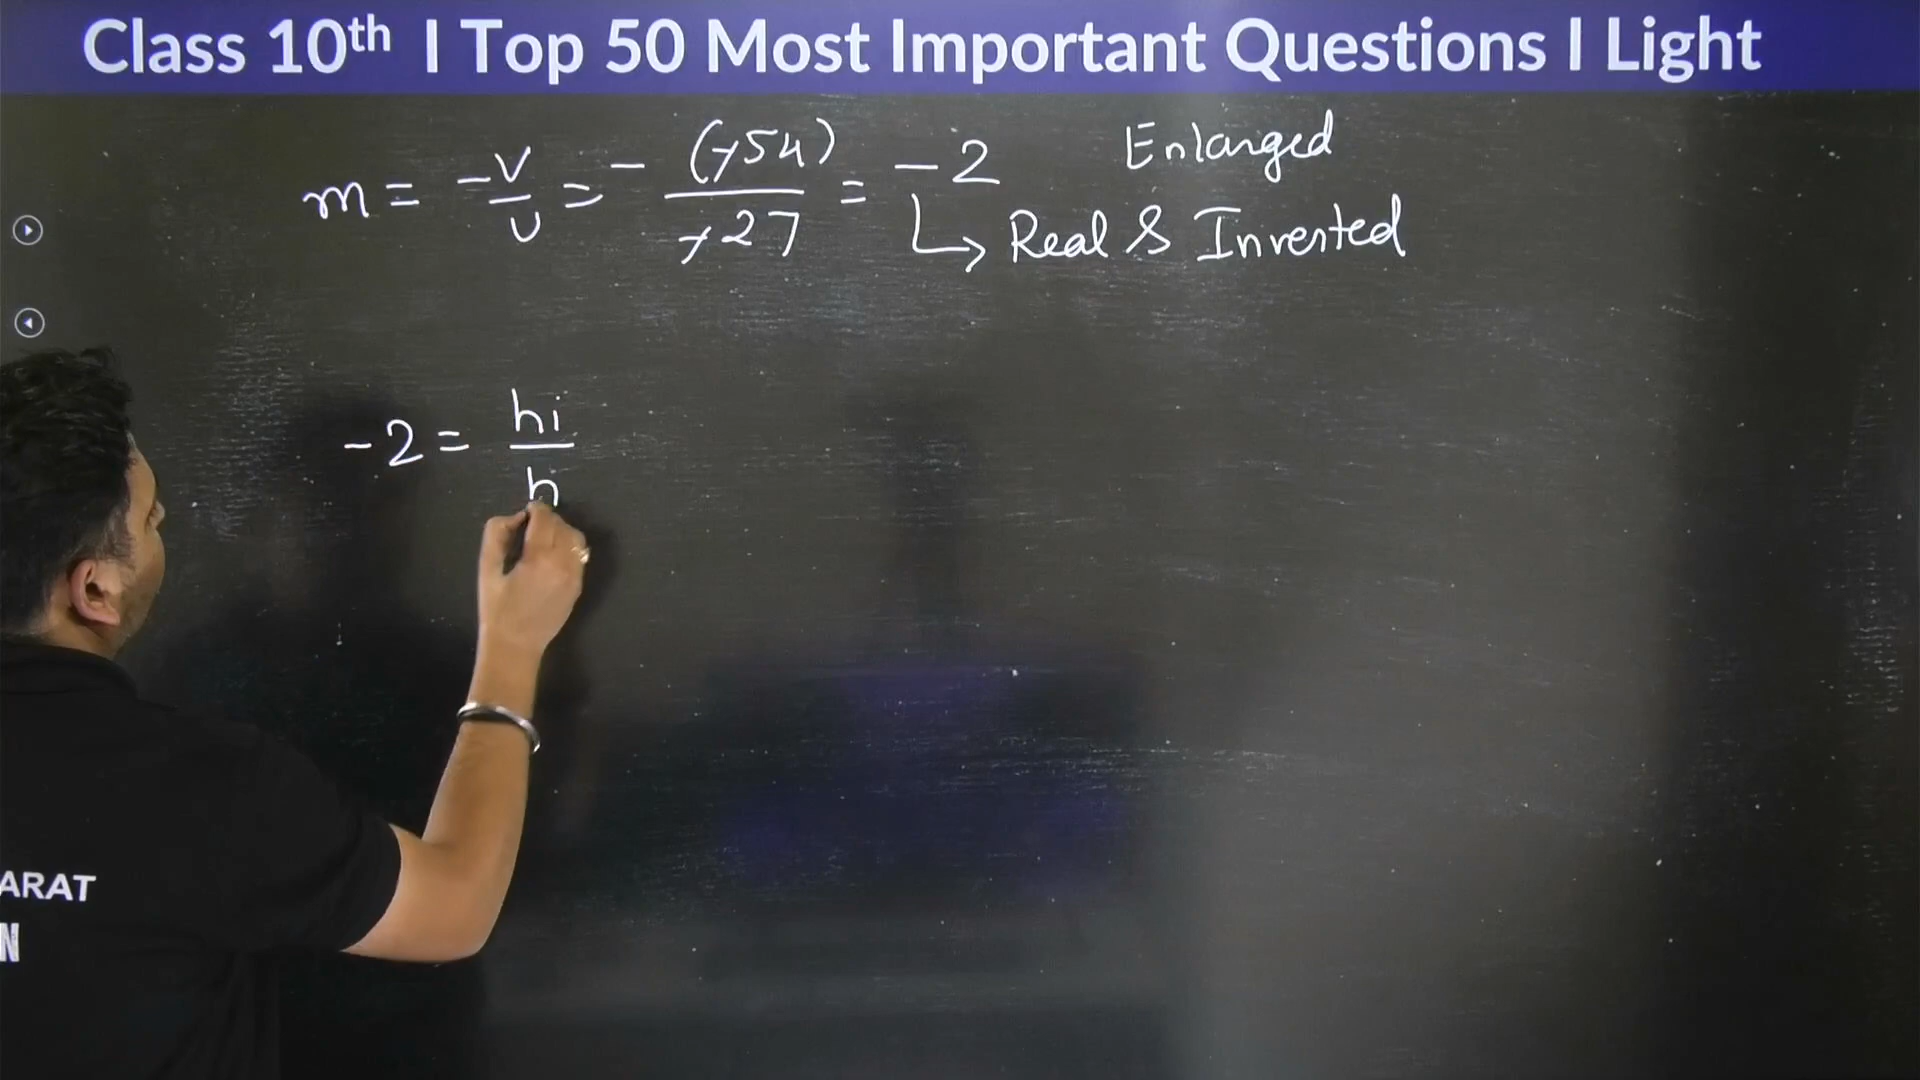 Class 10th I Top 50 Most Important Questions I Light
m = -v/u = - (-54)/-27 = -2 Enlarged
Real & Inverted
-2 = hi/h
ARAT
N